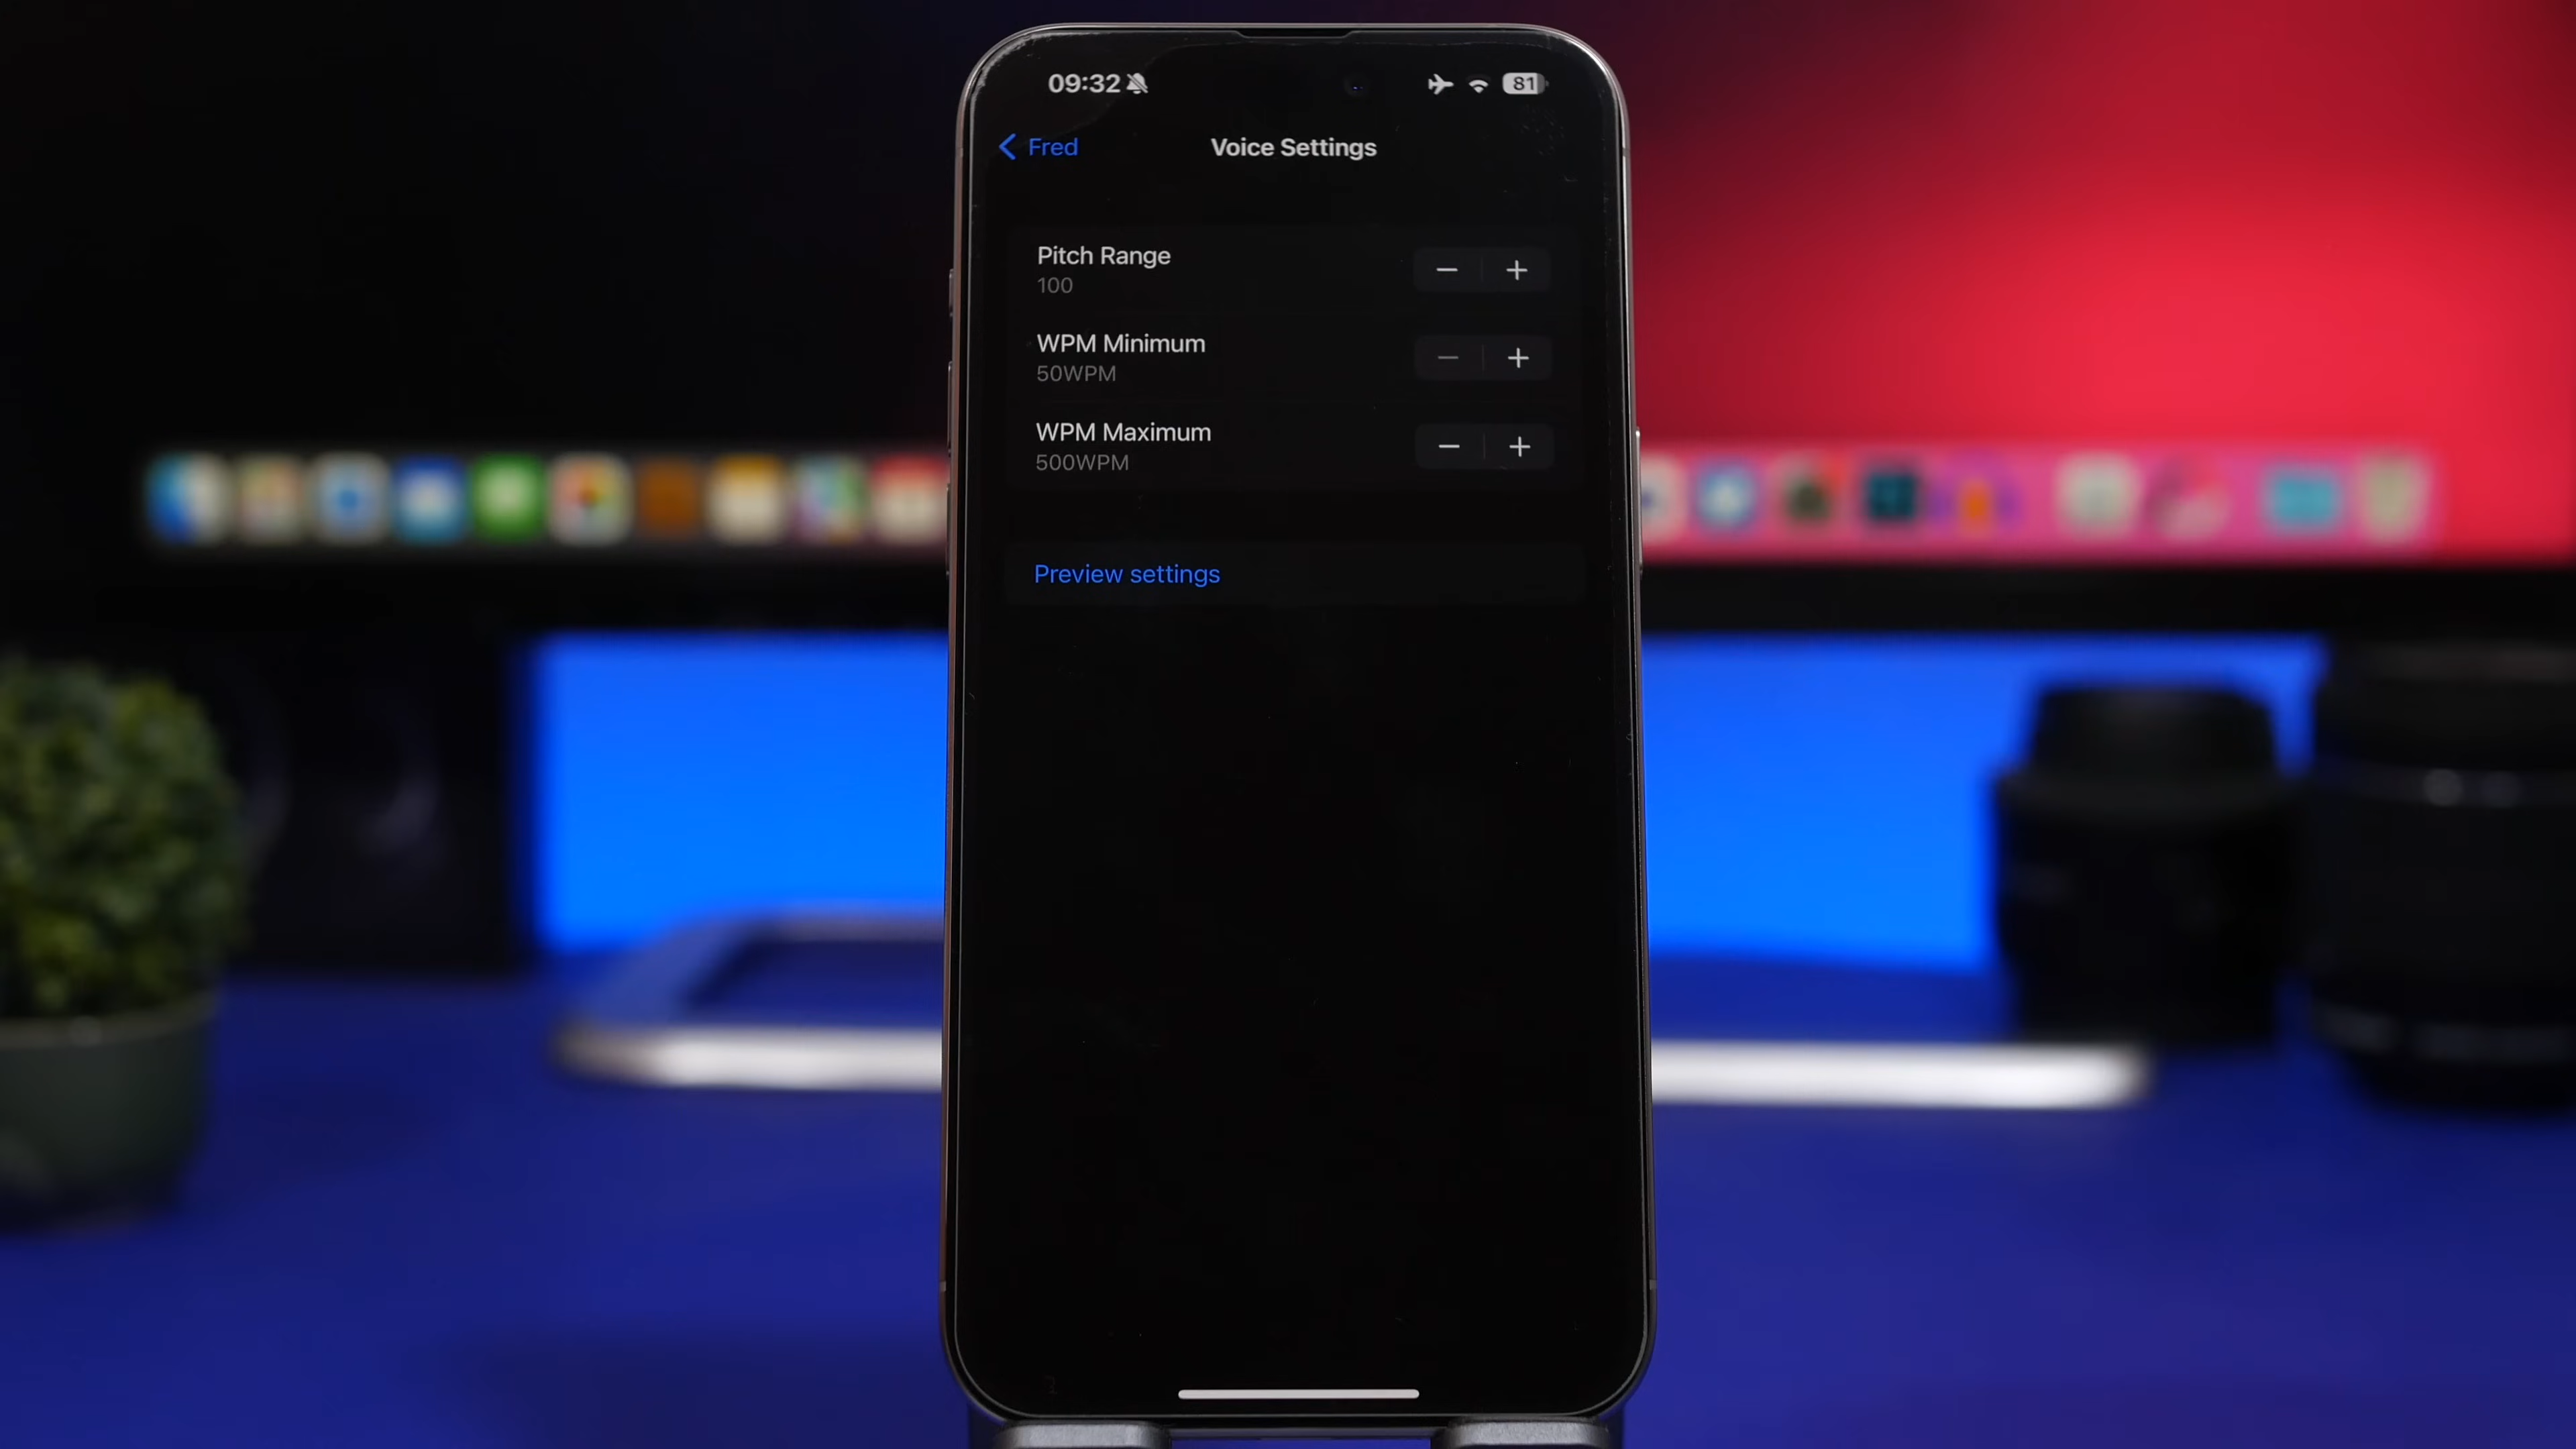 09:32
81
Fred
Voice Settings
Pitch Range
100
WPM Minimum
50WPM
WPM Maximum
500WPM
Preview settings